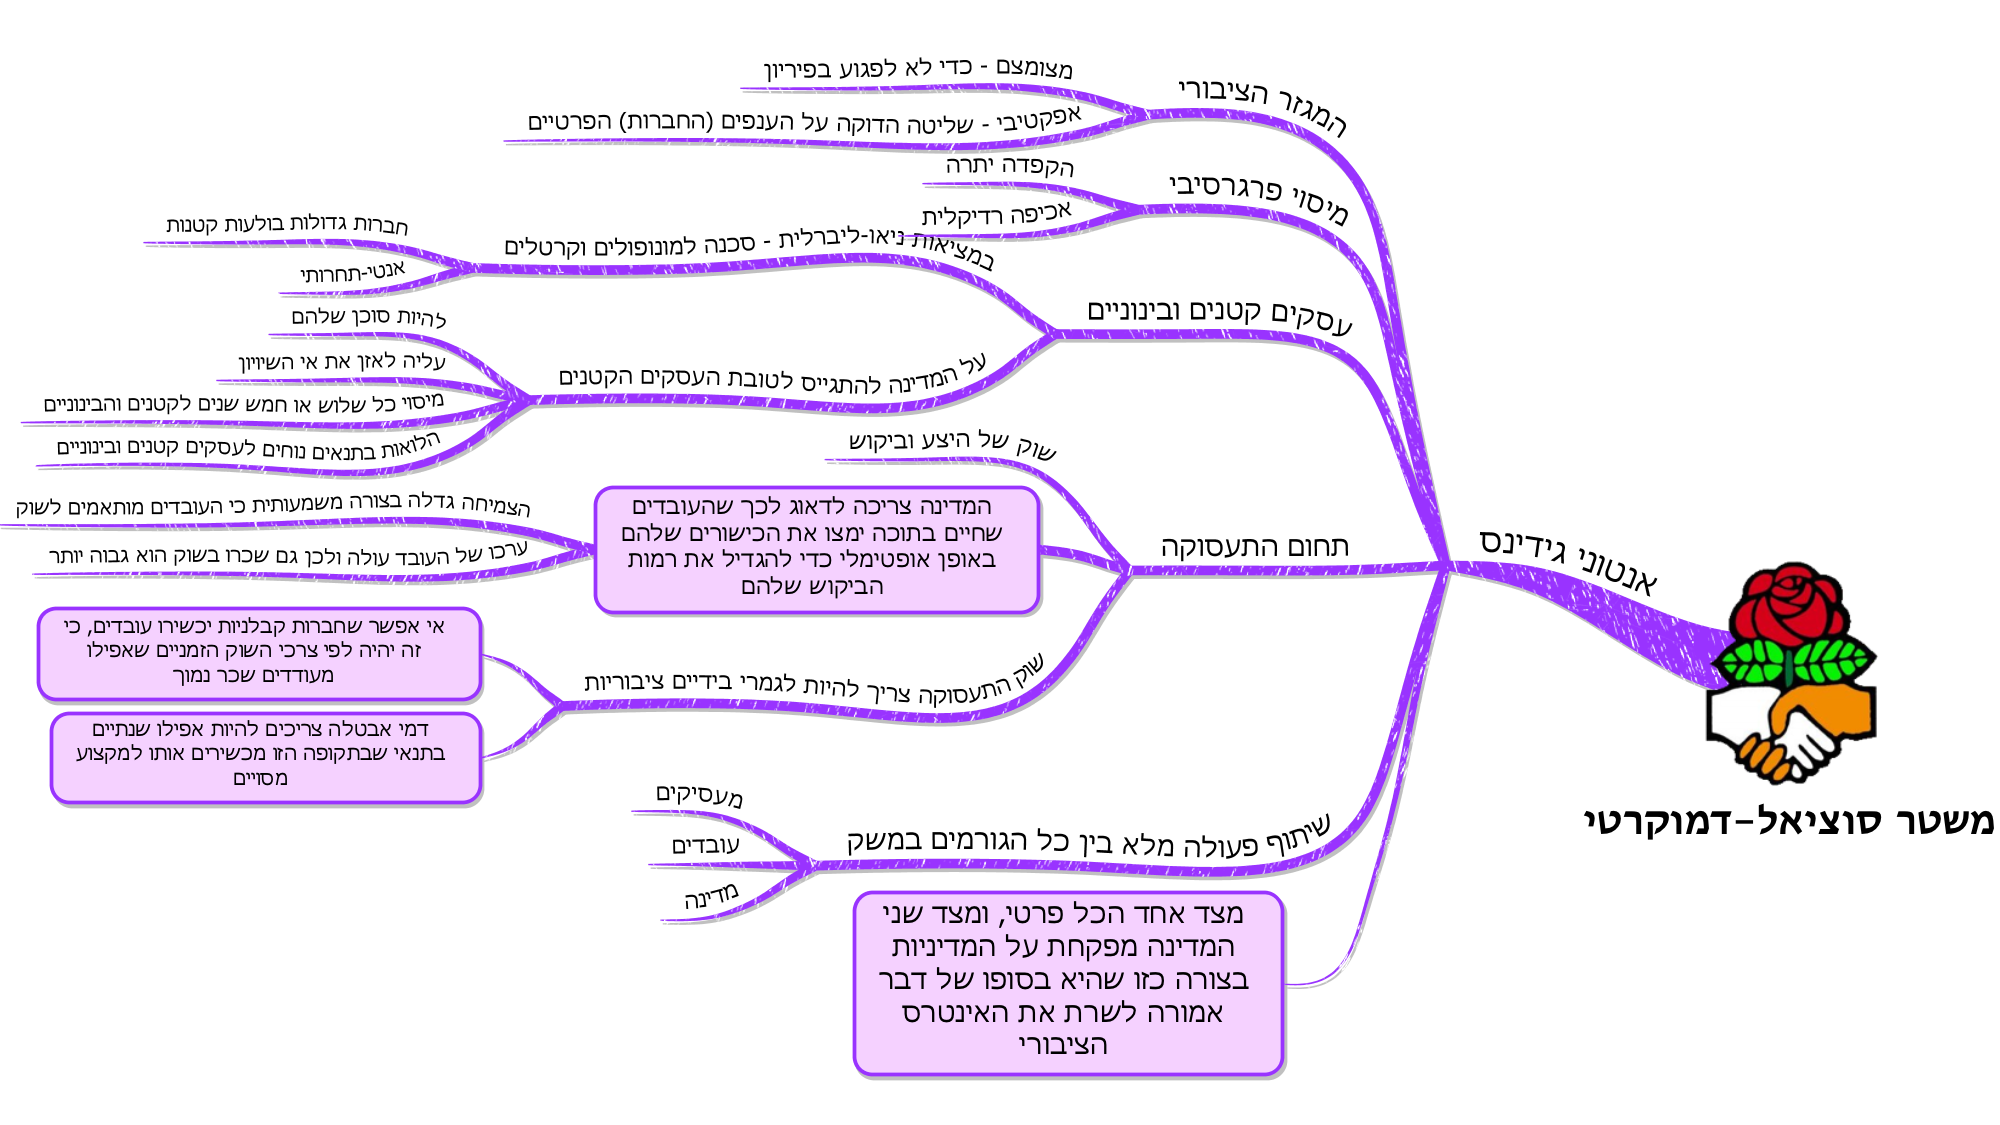 משטר סוציאל-דמוקרטי
אנטוני גידינס
המגזר הציבורי
מצומצם - כדי לא לפגוע בפיריון
אפקטיבי - שליטה הדוקה על הענפים (החברות) הפרטיים
מיסוי פרגרסיבי
הקפדה יתרה
אכיפה רדיקלית
עסקים קטנים ובינוניים
במציאות ניאו-ליברלית - סכנה למונופולים וקרטלים
חברות גדולות בולעות קטנות
אנטי-תחרותי
על המדינה להתגייס לטובת העסקים הקטנים
להיות סוכן שלהם
עליה לאזן את אי השיויון
מיסוי כל שלוש או חמש שנים לקטנים והבינוניים
הלואות בתנאים נוחים לעסקים קטנים ובינוניים
תחום התעסוקה
שוק של היצע וביקוש
המדינה צריכה לדאוג לכך שהעובדים
שחיים בתוכה ימצו את הכישורים שלהם
באופן אופטימלי כדי להגדיל את רמות
הביקוש שלהם
הצמיחה גדלה בצורה משמעותית כי העובדים מותאמים לשוק
ערכו של העובד עולה ולכן גם שכרו בשוק הוא גבוה יותר
שוק התעסוקה צריך להיות לגמרי בידיים ציבוריות
אי אפשר שחברות קבלניות יכשירו עובדים, כי
זה יהיה לפי צרכי השוק הזמניים שאפילו
מעודדים שכר נמוך
דמי אבטלה צריכים להיות אפילו שנתיים
בתנאי שבתקופה הזו מכשירים אותו למקצוע
מסויים
שיתוף פעולה מלא בין כל הגורמים במשק
מעסיקים
עובדים
מדינה
מצד אחד הכל פרטי, ומצד שני
המדינה מפקחת על המדיניות
בצורה כזו שהיא בסופו של דבר
אמורה לשרת את האינטרס
הציבורי